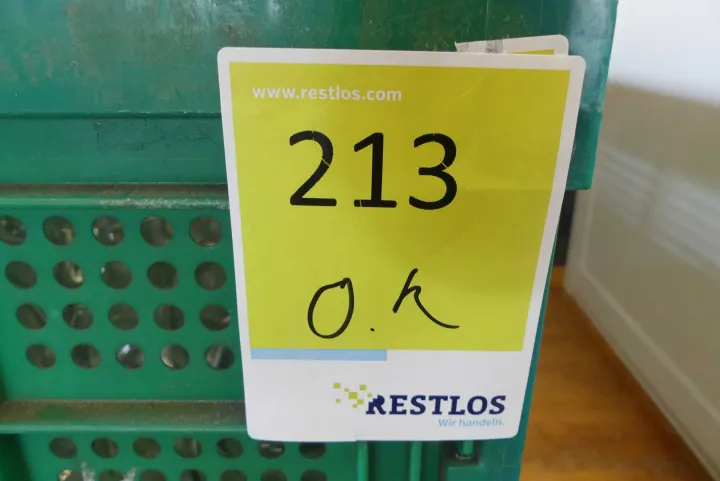 www.restlos.com
213
O.K
RESTLOS
Wir handeln.